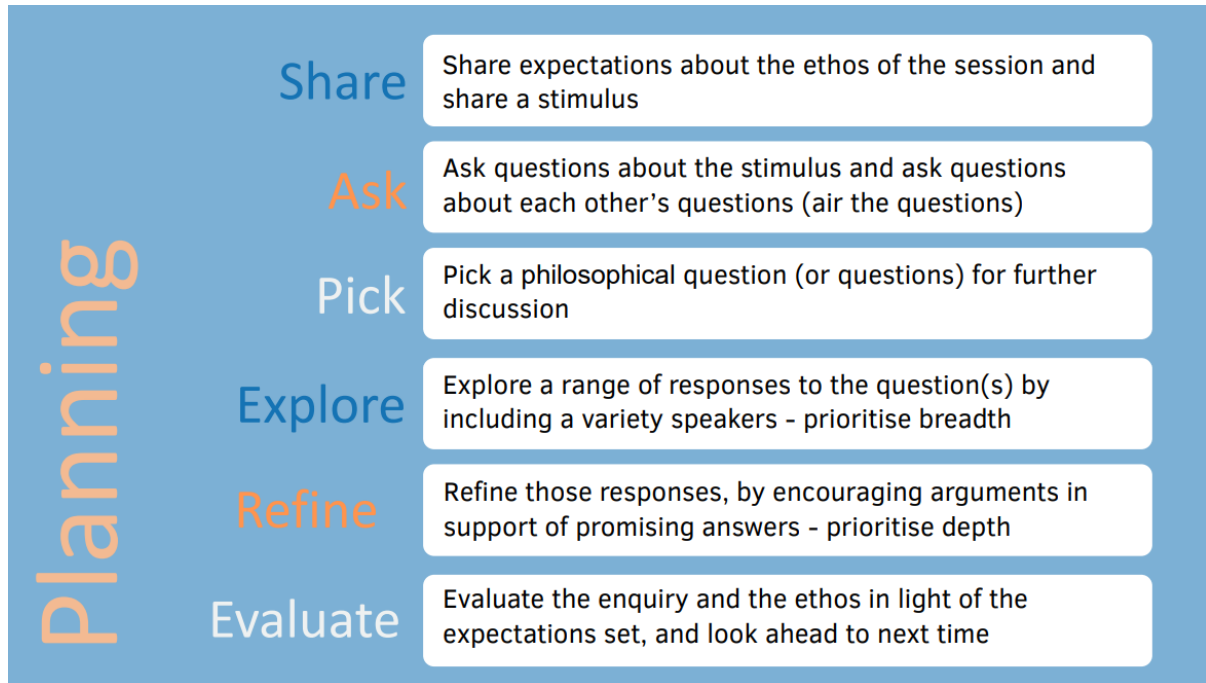 Planning
Share
Share expectations about the ethos of the session and
share a stimulus
Ask
Ask questions about the stimulus and ask questions
about each other's questions (air the questions)
Pick
Pick a philosophical question (or questions) for further
discussion
Explore
Explore a range of responses to the question(s) by
including a variety speakers - prioritise breadth
Refine
Refine those responses, by encouraging arguments in
support of promising answers - prioritise depth
Evaluate
Evaluate the enquiry and the ethos in light of the
expectations set, and look ahead to next time